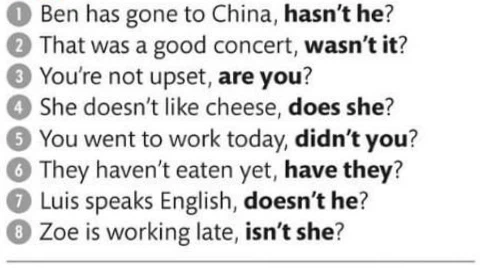 1 Ben has gone to China, hasn't he?
2 That was a good concert, wasn't it?
3 You're not upset, are you?
4 She doesn't like cheese, does she?
5 You went to work today, didn't you?
6 They haven't eaten yet, have they?
7 Luis speaks English, doesn't he?
8 Zoe is working late, isn't she?